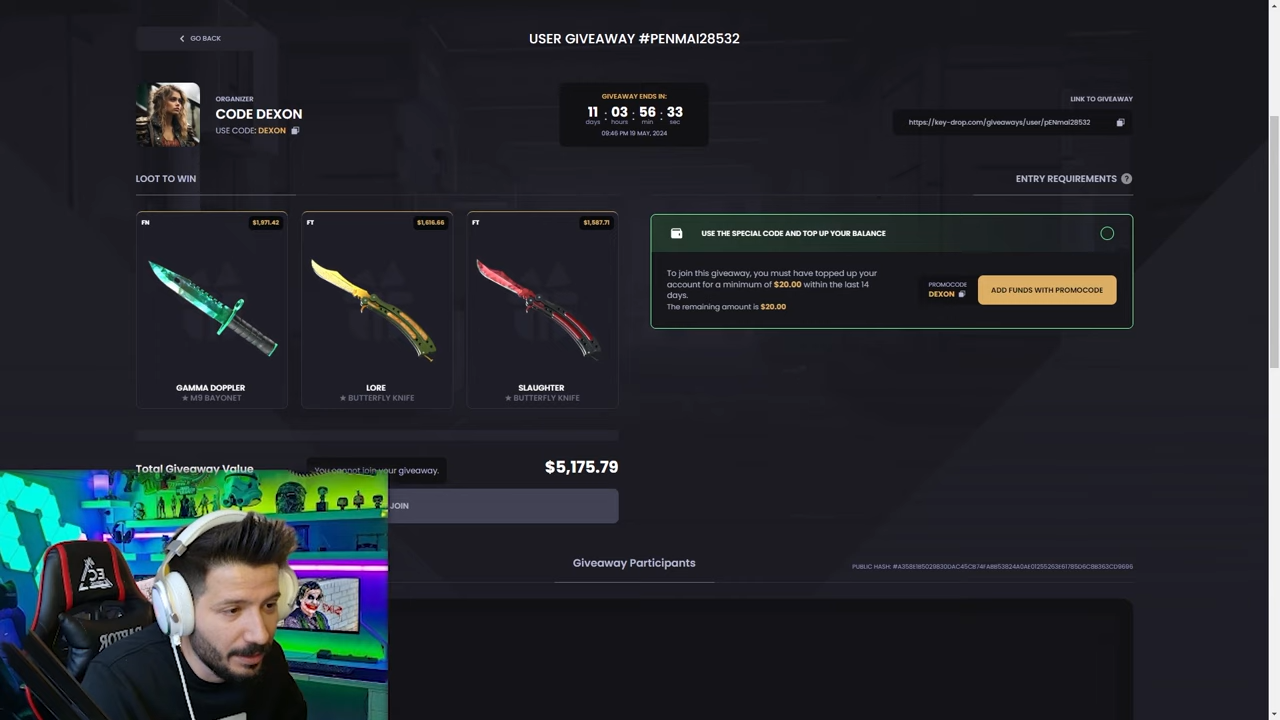 GO BACK
USER GIVEAWAY #PENMAI28532
ORGANIZER
CODE DEXON
USE CODE: DEXON
GIVEAWAY ENDS IN:
11 : 03 : 56 : 33
days hours min sec
09:46 PM 19 MAY, 2024
LINK TO GIVEAWAY
https://key-drop.com/giveaways/user/pENmaI28532
LOOT TO WIN
ENTRY REQUIREMENTS ?
FN $1,971.42
FT $1,616.66
FT $1,587.71
GAMMA DOPPLER
★ M9 BAYONET
LORE
★ BUTTERFLY KNIFE
SLAUGHTER
★ BUTTERFLY KNIFE
USE THE SPECIAL CODE AND TOP UP YOUR BALANCE
To join this giveaway, you must have topped up your
account for a minimum of $20.00 within the last 14
days.
The remaining amount is $20.00
PROMOCODE
DEXON
ADD FUNDS WITH PROMOCODE
Total Giveaway Value
You cannot join your giveaway.
$5,175.79
JOIN
Giveaway Participants
PUBLIC HASH: